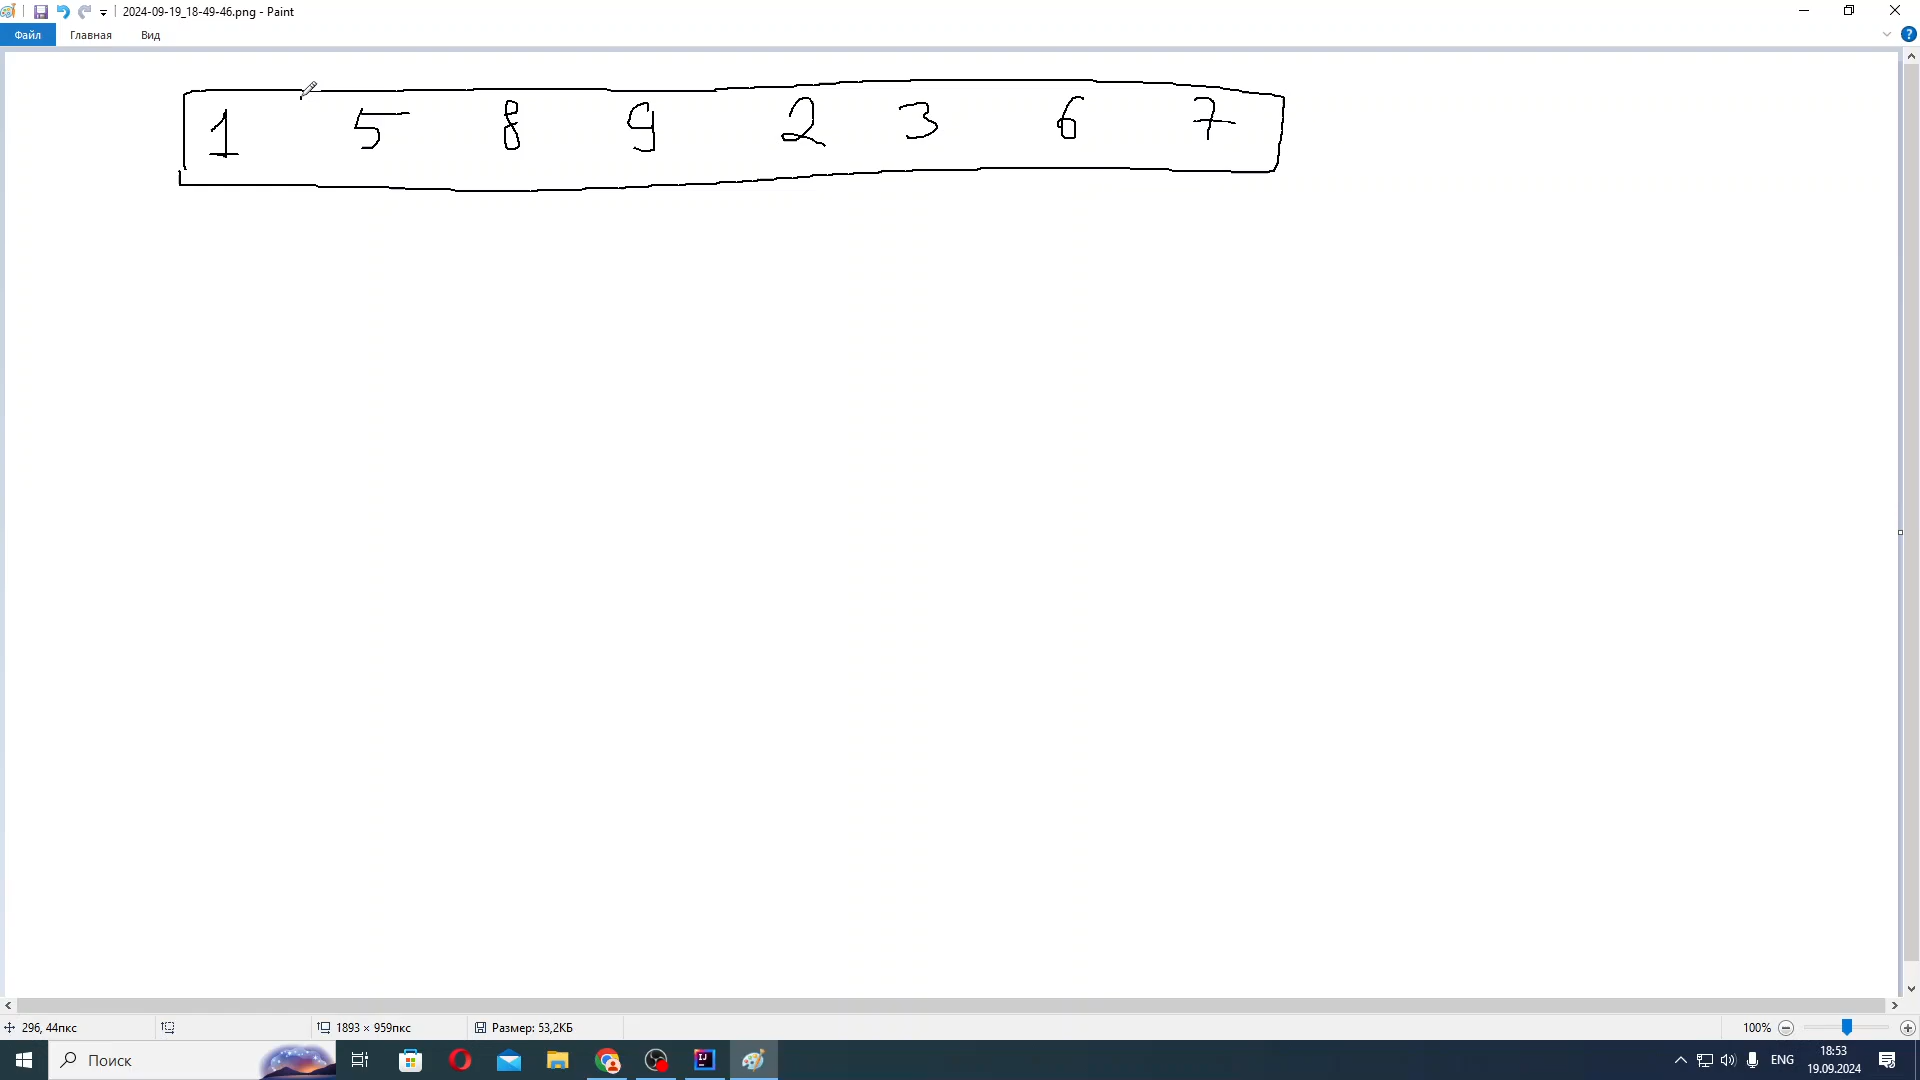 2024-09-19_18-49-46.png - Paint
Файл Главная Вид
1 5 8 9 2 3 6 7
296, 44пкс 1893 × 959пкс Размер: 53,2КБ 100%
Поиск ENG 18:53
19.09.2024